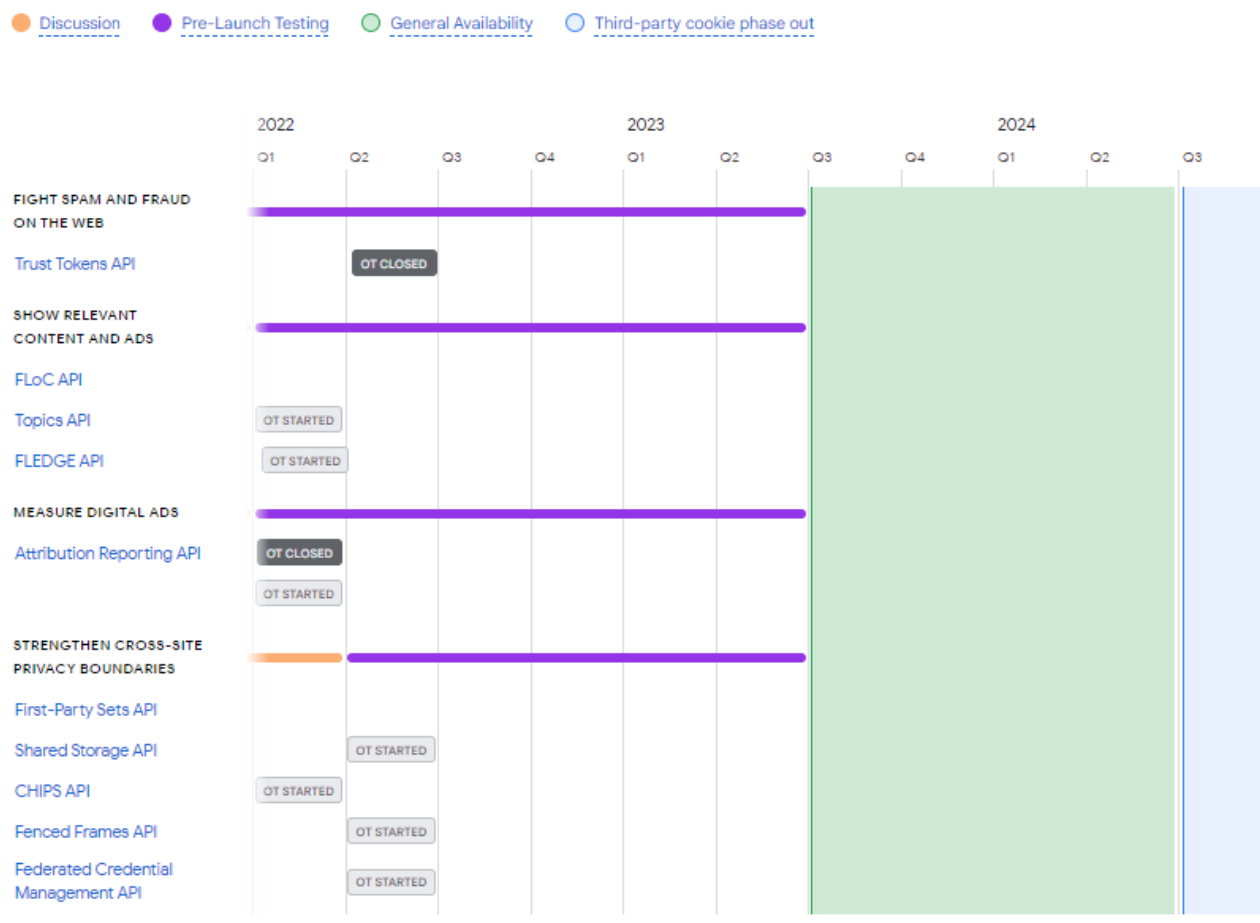 Discussion Pre-Launch Testing General Availability Third-party cookie phase out
2022 2023 2024
Q1 Q2 Q3 Q4 Q1 Q2 Q3 Q4 Q1 Q2 Q3
FIGHT SPAM AND FRAUD
ON THE WEB
Trust Tokens API OT CLOSED
SHOW RELEVANT
CONTENT AND ADS
FLoC API
Topics API OT STARTED
FLEDGE API OT STARTED
MEASURE DIGITAL ADS
Attribution Reporting API OT CLOSED
OT STARTED
STRENGTHEN CROSS-SITE
PRIVACY BOUNDARIES
First-Party Sets API
Shared Storage API OT STARTED
CHIPS API OT STARTED
Fenced Frames API OT STARTED
Federated Credential
Management API OT STARTED